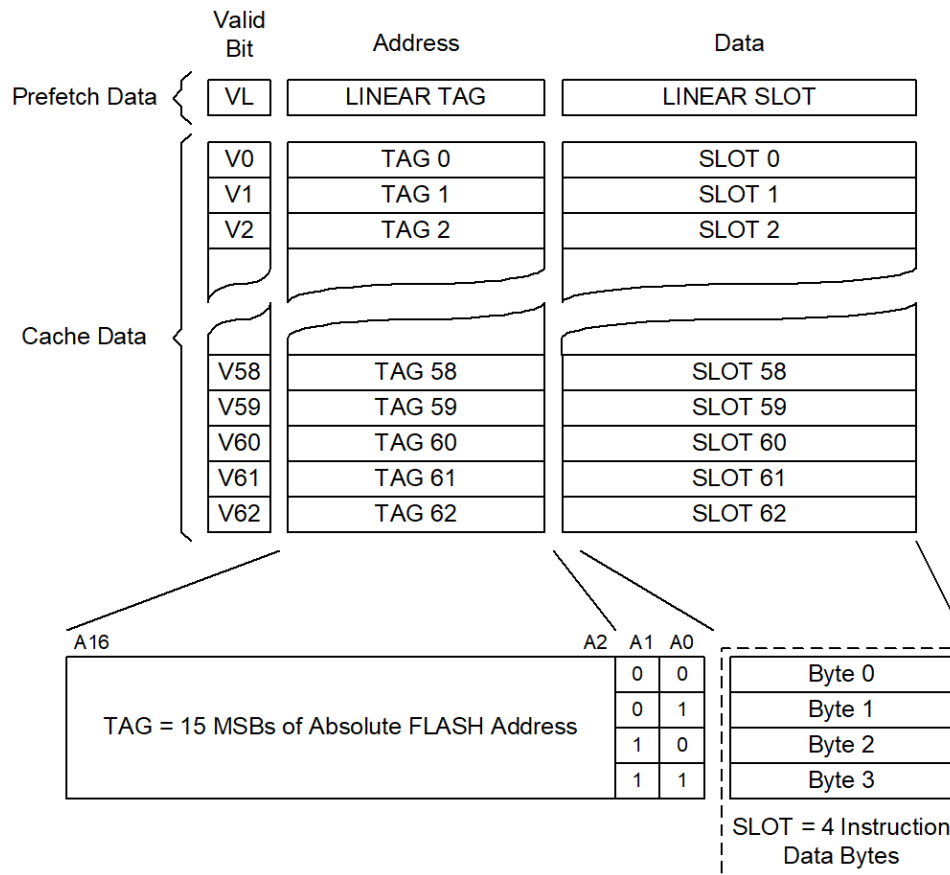 Valid
Bit
Address
Data
Prefetch Data
VL
LINEAR TAG
LINEAR SLOT
V0
TAG 0
SLOT 0
V1
TAG 1
SLOT 1
V2
TAG 2
SLOT 2
Cache Data
V58
TAG 58
SLOT 58
V59
TAG 59
SLOT 59
V60
TAG 60
SLOT 60
V61
TAG 61
SLOT 61
V62
TAG 62
SLOT 62
A16
A2
A1
A0
TAG = 15 MSBs of Absolute FLASH Address
0
0
Byte 0
0
1
Byte 1
1
0
Byte 2
1
1
Byte 3
SLOT = 4 Instruction
Data Bytes